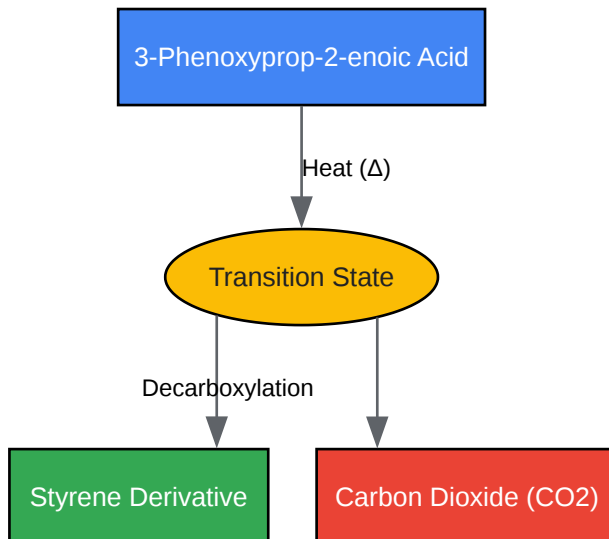 3-Phenoxyprop-2-enoic Acid
Heat (Δ)
Transition State
Decarboxylation
Styrene Derivative
Carbon Dioxide (CO2)